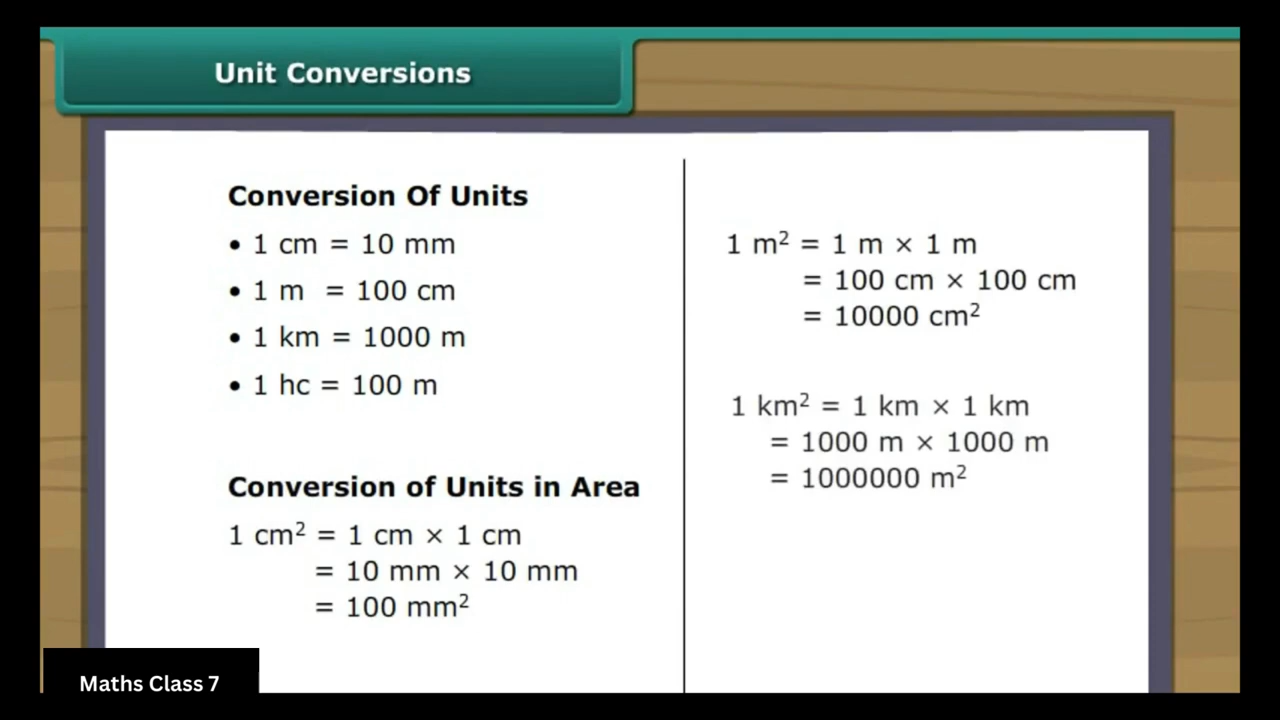 Unit Conversions
Conversion Of Units
• 1 cm = 10 mm
• 1 m = 100 cm
• 1 km = 1000 m
• 1 hc = 100 m
Conversion of Units in Area
1 cm² = 1 cm × 1 cm
= 10 mm × 10 mm
= 100 mm²
1 m² = 1 m × 1 m
= 100 cm × 100 cm
= 10000 cm²
1 km² = 1 km × 1 km
= 1000 m × 1000 m
= 1000000 m²
Maths Class 7